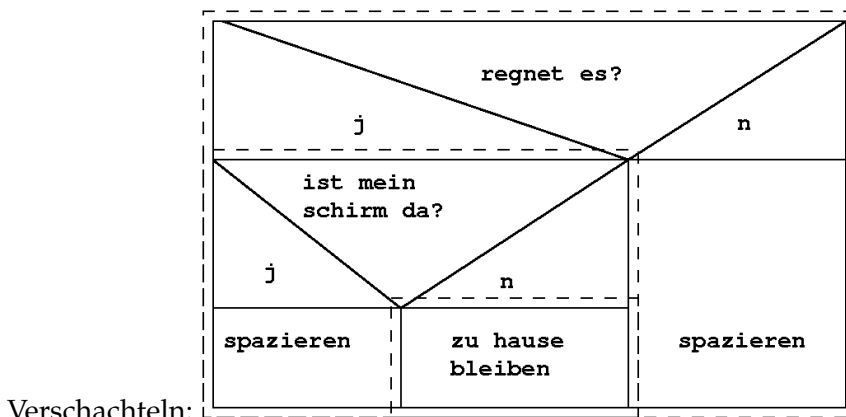 regnet es?
j
n
ist mein
schirm da?
j
n
spazieren
zu hause
bleiben
spazieren
Verschachteln: